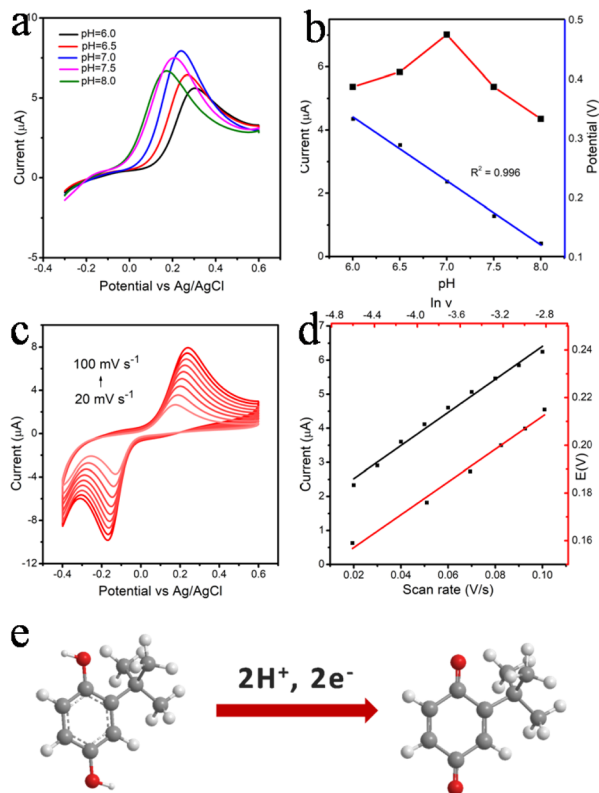 a
pH=6.0
pH=6.5
pH=7.0
pH=7.5
pH=8.0
10
5
0
-5
Current (μA)
-0.4 -0.2 0.0 0.2 0.4 0.6
Potential vs Ag/AgCl
b
8
6
4
2
0
Current (μA)
0.5
0.4
0.3
0.2
0.1
Potential (V)
R² = 0.996
6.0 6.5 7.0 7.5 8.0
pH
c
100 mV s⁻¹
20 mV s⁻¹
8
4
0
-4
-8
-12
Current (μA)
-0.4 -0.2 0.0 0.2 0.4 0.6
Potential vs Ag/AgCl
ln v
-4.8 -4.4 -4.0 -3.6 -3.2 -2.8
d
7
6
5
4
3
2
1
0
Current (μA)
0.24
0.22
0.20
0.18
0.16
E(V)
0.02 0.04 0.06 0.08 0.10
Scan rate (V/s)
e
2H⁺, 2e⁻